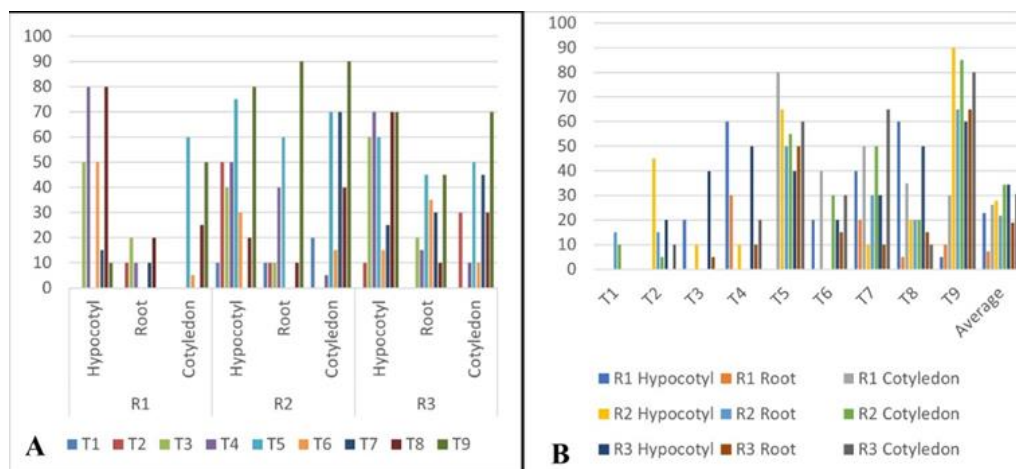 100
90
80
70
60
50
40
30
20
10
0
Hypocotyl
Root
Cotyledon
Hypocotyl
Root
Cotyledon
Hypocotyl
Root
Cotyledon
R1 R2 R3
A
T1 T2 T3 T4 T5 T6 T7 T8 T9
100
90
80
70
60
50
40
30
20
10
0
T1 T2 T3 T4 T5 T6 T7 T8 T9 Average
R1 Hypocotyl R1 Root R1 Cotyledon
R2 Hypocotyl R2 Root R2 Cotyledon
R3 Hypocotyl R3 Root R3 Cotyledon
B